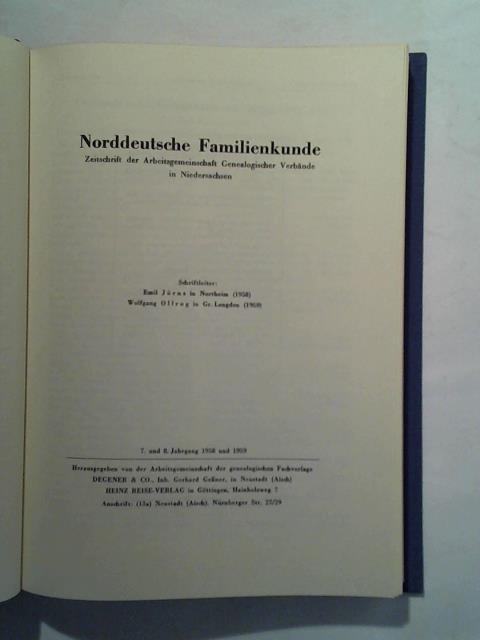 Norddeutsche Familienkunde
Zeitschrift der Arbeitsgemeinschaft Genealogischer Verbände
in Niedersachsen
Schriftleiter:
Emil Jörns in Northeim (1958)
Wolfgang Ollrog in Gr. Lengden (1959)
7. und 8. Jahrgang 1958 und 1959
Herausgegeben von der Arbeitsgemeinschaft der genealogischen Fachverlage
DEGENER & CO., Inh. Gerhard Geßner, in Neustadt (Aisch)
HEINZ REISE-VERLAG in Göttingen, Hainholzweg 7
Anschrift: (13a) Neustadt (Aisch), Nürnberger Str. 27/29